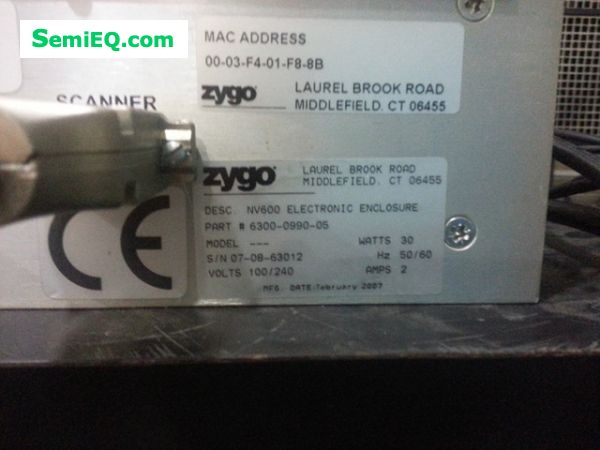 SemiEQ.com
MAC ADDRESS
00-03-F4-01-F8-8B
zygo LAUREL BROOK ROAD
MIDDLEFIELD. CT 06455
SCANNER
zygo LAUREL BROOK ROAD
MIDDLEFIELD. CT 06455
DESC. NV600 ELECTRONIC ENCLOSURE
PART # 6300-0990-05
MODEL --- WATTS 30
S/N 07-08-63012 Hz 50/60
VOLTS 100/240 AMPS 2
MFG. DATE:february 2007
CE